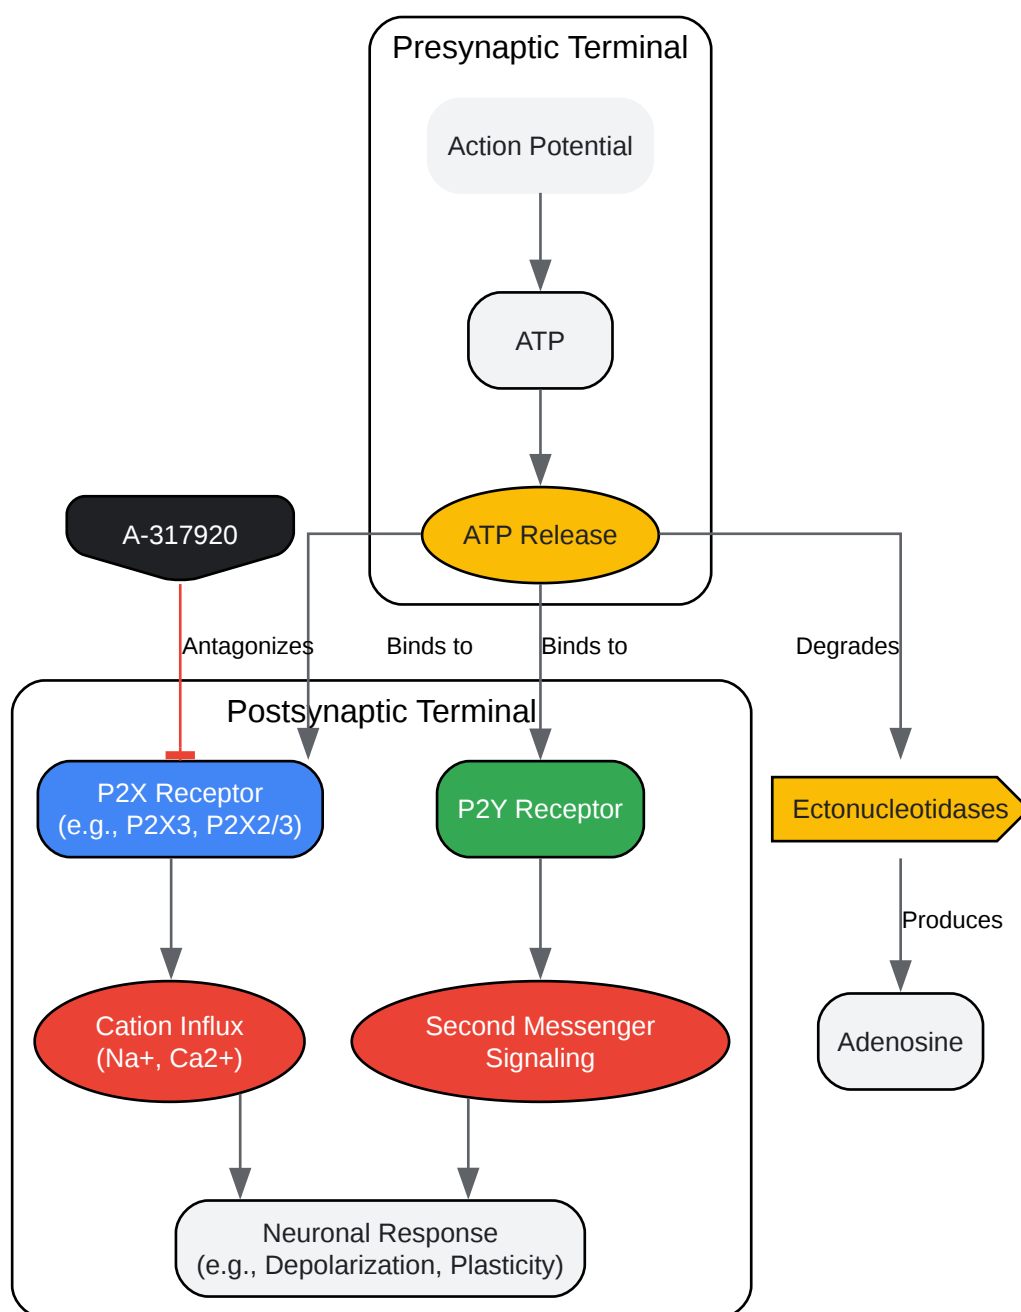 Presynaptic Terminal
Action Potential
ATP
A-317920
ATP Release
Antagonizes
Binds to
Binds to
Degrades
Postsynaptic Terminal
P2X Receptor
(e.g., P2X3, P2X2/3)
P2Y Receptor
Ectonucleotidases
Produces
Cation Influx
(Na+, Ca2+)
Second Messenger
Signaling
Adenosine
Neuronal Response
(e.g., Depolarization, Plasticity)